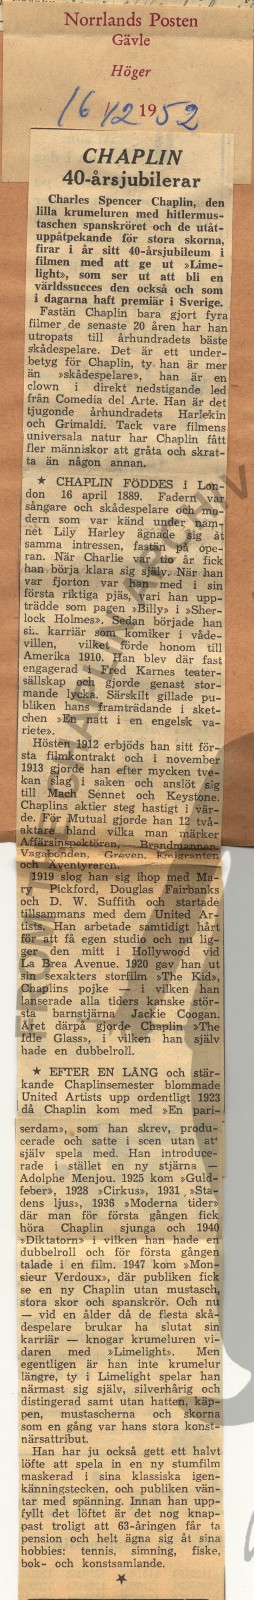 Norrlands Posten
Gävle
Höger
16/12 1952
CHAPLIN
40-årsjubilerar
Charles Spencer Chaplin, den
lilla krumeluren med hitlermus-
taschen spanskröret och de utåt-
uppåtpekande för stora skorna,
firar i år sitt 40-årsjubileum i
filmen med att ge ut »Lime-
light», som ser ut att bli en
världssucces den också och som
i dagarna haft premiär i Sverige.
Fastän Chaplin bara gjort fyra
filmer de senaste 20 åren har han
utropats till århundradets bäste
skådespelare. Det är ett under-
betyg för Chaplin, ty han är mer
än »skådespelare», han är en
clown i direkt nedstigande led
från Comedia del Arte. Han är det
tjugonde århundradets Harlekin
och Grimaldi. Tack vare filmens
universala natur har Chaplin fått
fler människor att gråta och skrat-
ta än någon annan.
★ CHAPLIN FÖDDES i Lon-
don 16 april 1889. Fadern var
sångare och skådespelare och mo-
dern som var känd under nam-
net Lily Harley ägnade sig åt
samma intressen, fastän på ope-
ran. När Charlie var tio år fick
han börja klara sig själv. När han
var fjorton var han med i sin
första riktiga pjäs, vari han upp-
trädde som pagen »Billy» i »Sher-
lock Holmes». Sedan började han
karriär som komiker i våde-
villen, vilket förde honom till
Amerika 1910. Han blev där fast
engagerad i Fred Karnes teater-
sällskap och gjorde genast stor-
mande lycka. Särskilt gillade pu-
bliken hans framträdande i sket-
chen »En natt i en engelsk va-
riete».
Hösten 1912 erbjöds han sitt för-
sta filmkontrakt och i november
1913 gjorde han efter mycken tve-
kan slag i saken och anslöt sig
till Mach Sennet och Keystone.
Chaplins aktier steg hastigt i vär-
de. För Mutual gjorde han 12 två-
aktare bland vilka man märker
Affärsinspektören, Brandmannen,
Vagabonden, Greven, Emigranten
och Äventyraren.
1919 slog han sig ihop med Ma-
ry Pickford, Douglas Fairbanks
och D. W. Suffith och startade
tillsammans med dem United Ar-
tists. Han arbetade samtidigt hårt
för att få egen studio och nu lig-
ger den mitt i Hollywood vid
La Brea Avenue. 1920 gav han ut
sin sexakters storfilm »The Kid»,
Chaplins pojke — i vilken han
lanserade alla tiders kanske stör-
sta barnstjärna Jackie Coogan.
Året därpå gjorde Chaplin »The
Idle Glass», i vilken han själv
hade en dubbelroll.
★ EFTER EN LÅNG och stär-
kande Chaplinsemester blommade
United Artists upp ordentligt 1923
då Chaplin kom med »En pari-
serdam», som han skrev, produ-
cerade och satte i scen utan at'
själv spela med. Han introduce-
rade i stället en ny stjärna —
Adolphe Menjou. 1925 kom »Guld-
feber», 1928 »Cirkus», 1931 »Sta-
dens ljus», 1936 »Moderna tider»
där man för första gången fick
höra Chaplin sjunga och 1940
»Diktatorn» i vilken han hade en
dubbelroll och för första gången
talade i en film. 1947 kom »Mon-
sieur Verdoux», där publiken fick
se en ny Chaplin utan mustasch,
stora skor och spanskrör. Och nu
— vid en ålder då de flesta skå-
despelare brukar ha slutat sin
karriär — knogar krumeluren vi-
daren med »Limelight». Men
egentligen är han inte krumelur
längre, ty i Limelight spelar han
närmast sig själv, silverhårig och
distingerad samt utan hatten, käp-
pen, mustascherna och skorna
som en gång var hans stora konst-
närsattribut.
Han har ju också gett ett halvt
löfte att spela in en ny stumfilm
maskerad i sina klassiska igen-
känningstecken, och publiken vän-
tar med spänning. Innan han upp-
fyllt det löftet är det nog knap-
past troligt att 63-åringen får ta
pension och helt ägna sig åt sina
hobbies: tennis, simning, fiske,
bok- och konstsamlande.
★